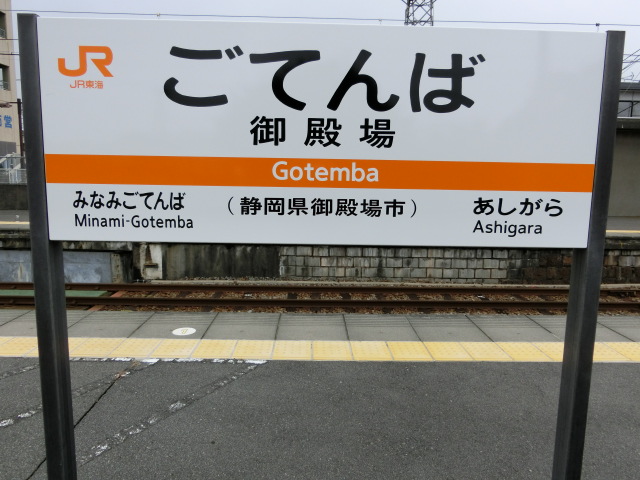 JR
JR東海
ごてんば
御殿場
Gotemba
みなみごてんば
Minami-Gotemba
(静岡県御殿場市)
あしがら
Ashigara